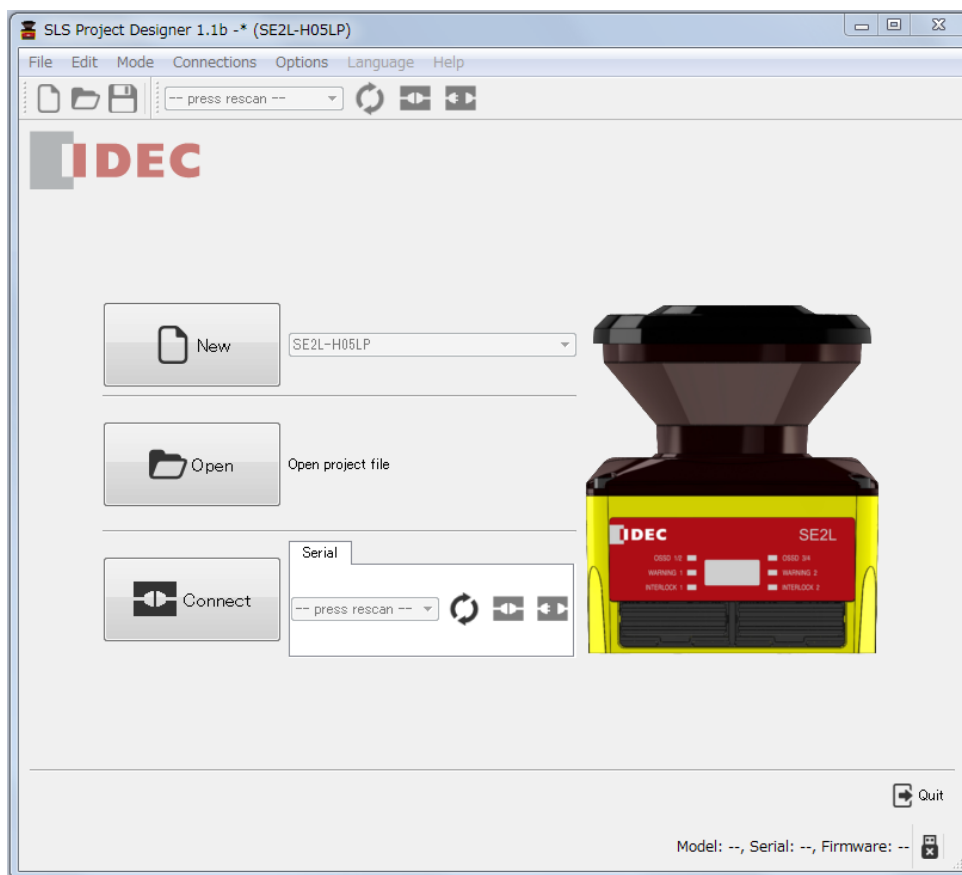 SLS Project Designer 1.1b -* (SE2L-H05LP)
File Edit Mode Connections Options Language Help
-- press rescan --
IDEC
New
SE2L-H05LP
Open
Open project file
Serial
Connect
-- press rescan --
IDEC SE2L
OSSD 1/2 OSSD 3/4
WARNING 1 WARNING 2
INTERLOCK 1 INTERLOCK 2
Quit
Model: --, Serial: --, Firmware: --